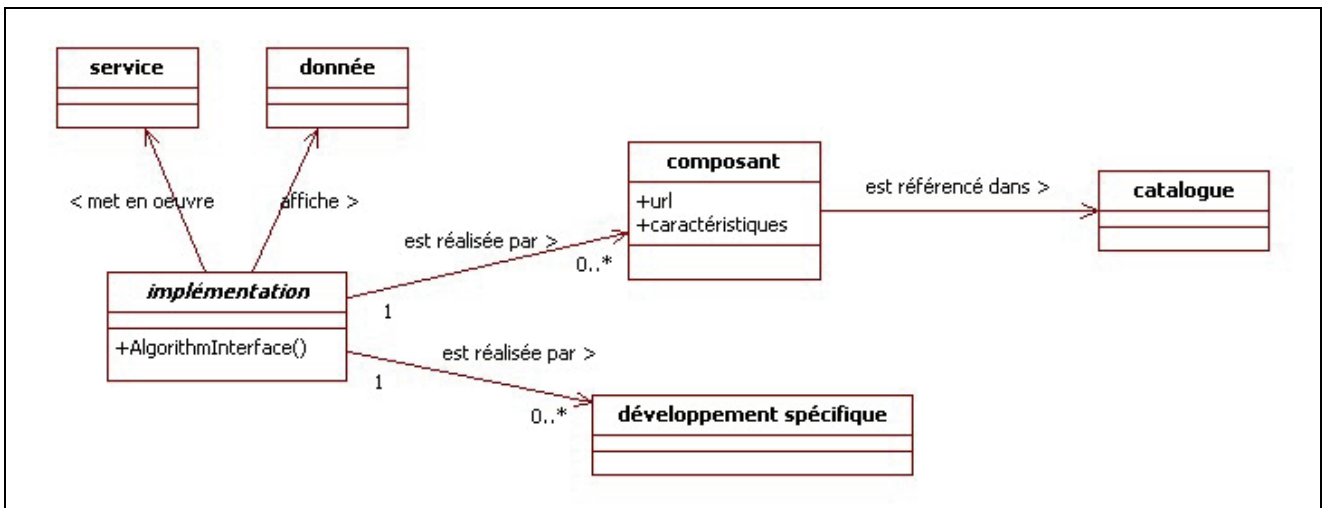 service
donnée
composant
+url
+caractéristiques
est référencé dans >
catalogue
< met en oeuvre
affiche >
est réalisée par >
0..*
implémentation
1
+AlgorithmInterface()
est réalisée par >
1
0..*
développement spécifique